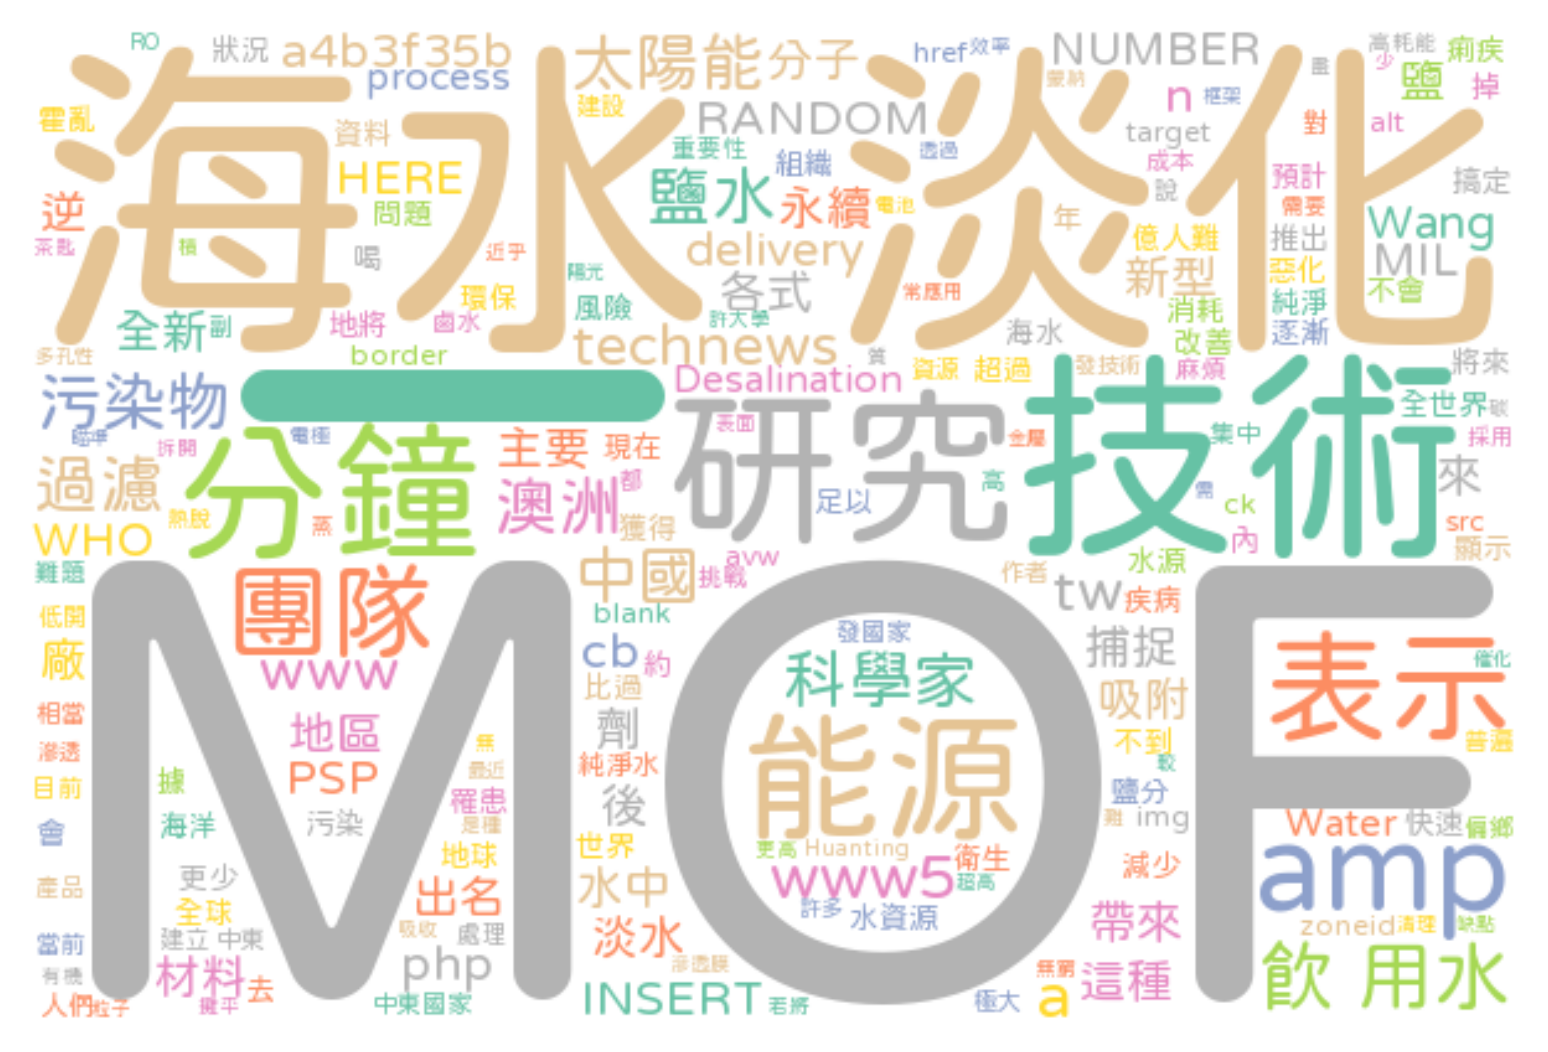 RO
狀況
a4b3f35b
太陽能
分子
href
效率
NUMBER
高耗能
少
痢疾
process
建設
蒙納
盡
鹽
掉
海水淡化
霍亂
資料
RANDOM
n
框架
target
對
alt
重要性
透過
HERE
鹽水
組織
成本
說
預計
搞定
逆
問題
永續
電池
年
需要
Wang
茶匙
積
喝
近乎
delivery
億人難
推出
MIL
陽光
各式
新型
惡化
不會
環保
風險
常應用
消耗
純淨
全新
副
地將
鹵水
許大學
海水
改善
逐漸
多孔性
border
technews
質
資源
超過
發技術
麻煩
將來
污染物
一
Desalination
研究
技術
全世界
碳
電極
表面
金屬
集中
採用
拆開
主要
現在
過濾
分鐘
澳洲
都
足以
高
需
來
熱脫
蒸
獲得
ck
內
src
WHO
顯示
難題
團隊
中國
挑戰
avw
作者
水源
MOF
低開
blank
tw
疾病
發國家
廠
www
cb
約
科學家
捕捉
表示
催化
比過
吸附
相當
地區
劑
能源
不到
普遍
滲透
無
PSP
最近
純淨水
較
目前
據
罹患
後
鹽分
會
海洋
污染
是種
難
img
Water
快速
偏鄉
地球
世界
更高
Huanting
衛生
amp
產品
更少
出名
水中
www5
超高
減少
全球
許多
水資源
zoneid
清理
缺點
當前
建立
中東
吸收
處理
淡水
帶來
有機
材料
去
php
滲透膜
無窮
這種
飲
用水
人們
粒子
攤平
中東國家
INSERT
若將
極大
a